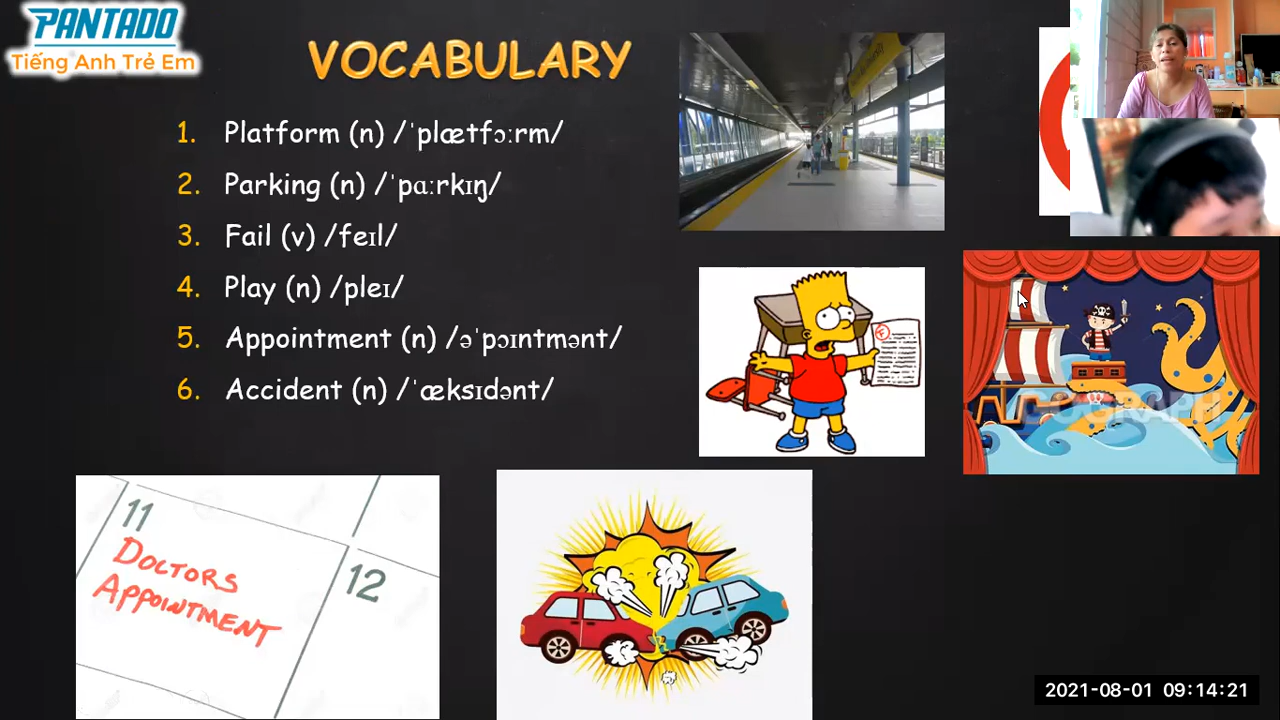 PANTADO
Tiếng Anh Trẻ Em
VOCABULARY
1. Platform (n) /ˈplætfɔːrm/
2. Parking (n) /ˈpɑːrkɪŋ/
3. Fail (v) /feɪl/
4. Play (n) /pleɪ/
5. Appointment (n) /əˈpɔɪntmənt/
6. Accident (n) /ˈæksɪdənt/
F
11
DOCTORS
APPOINTMENT
12
2021-08-01 09:14:21